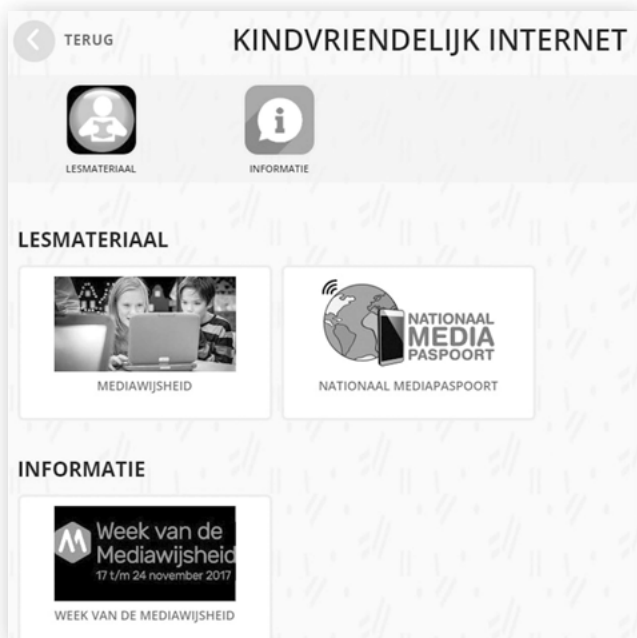 TERUG
KINDVRIENDELIJK INTERNET
LESMATERIAAL
INFORMATIE
LESMATERIAAL
NATIONAAL
MEDIA
PASPOORT
MEDIAWIJSHEID
NATIONAAL MEDIAPASPOORT
INFORMATIE
Week van de
Mediawijsheid
17 t/m 24 november 2017
WEEK VAN DE MEDIAWIJSHEID